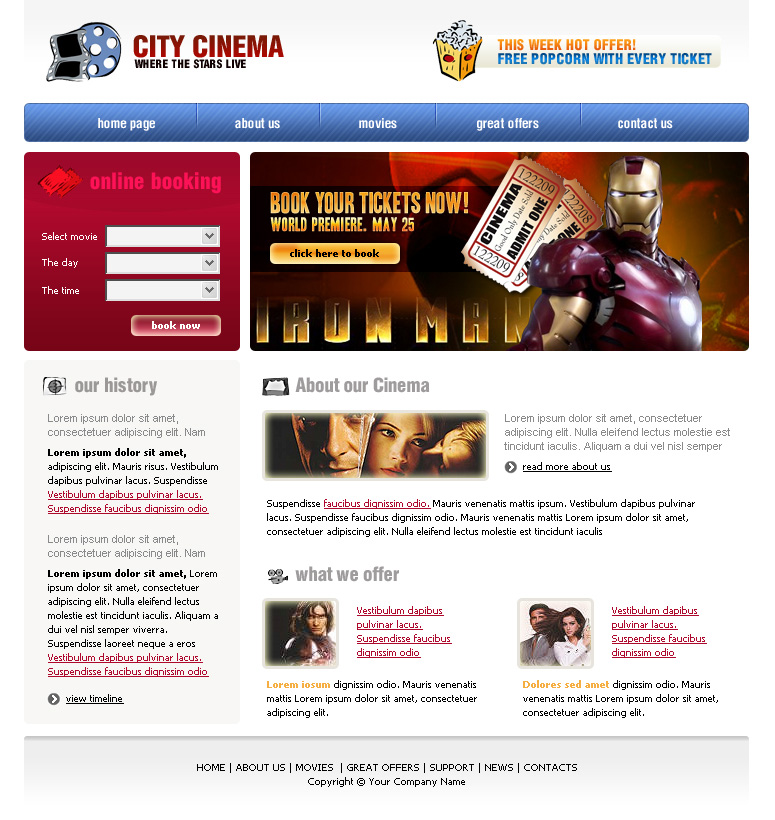 CITY CINEMA
WHERE THE STARS LIVE
THIS WEEK HOT OFFER!
FREE POPCORN WITH EVERY TICKET
home page
about us
movies
great offers
contact us
online booking
Select movie
The day
The time
book now
BOOK YOUR TICKETS NOW!
WORLD PREMIERE. MAY 25
click here to book
122209
CINEMA
Good Only Date Sold
ADMIT ONE
122209
122208
IRON MAN
our history
Lorem ipsum dolor sit amet,
consectetuer adipiscing elit. Nam
Lorem ipsum dolor sit amet,
adipiscing elit. Mauris risus. Vestibulum
dapibus pulvinar lacus. Suspendisse
Vestibulum dapibus pulvinar lacus.
Suspendisse faucibus dignissim odio
Lorem ipsum dolor sit amet,
consectetuer adipiscing elit. Nam
Lorem ipsum dolor sit amet, Lorem
ipsum dolor sit amet, consectetuer
adipiscing elit. Nulla eleifend lectus
molestie est tincidunt iaculis. Aliquam a
dui vel nisl semper viverra.
Suspendisse laoreet neque a eros
Vestibulum dapibus pulvinar lacus.
Suspendisse faucibus dignissim odio
view timeline
About our Cinema
Lorem ipsum dolor sit amet, consectetuer
adipiscing elit. Nulla eleifend lectus molestie est
tincidunt iaculis. Aliquam a dui vel nisl semper
read more about us
Suspendisse faucibus dignissim odio. Mauris venenatis mattis ipsum. Vestibulum dapibus pulvinar
lacus. Suspendisse faucibus dignissim odio. Mauris venenatis mattis Lorem ipsum dolor sit amet,
consectetuer adipiscing elit. Nulla eleifend lectus molestie est tincidunt iaculis
what we offer
Vestibulum dapibus
pulvinar lacus.
Suspendisse faucibus
dignissim odio
Lorem iosum dignissim odio. Mauris venenatis
mattis Lorem ipsum dolor sit amet, consectetuer
adipiscing elit.
Vestibulum dapibus
pulvinar lacus.
Suspendisse faucibus
dignissim odio
Dolores sed amet dignissim odio. Mauris
venenatis mattis Lorem ipsum dolor sit amet,
consectetuer adipiscing elit.
HOME | ABOUT US | MOVIES | GREAT OFFERS | SUPPORT | NEWS | CONTACTS
Copyright © Your Company Name